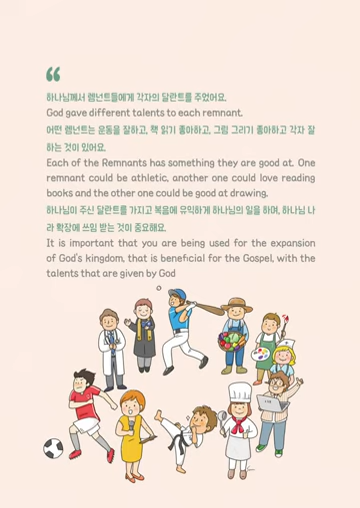 하나님께서 렘넌트들에게 각자의 달란트를 주었어요.
God gave different talents to each remnant.
어떤 렘넌트는 운동을 잘하고, 책 읽기 좋아하고, 그림 그리기 좋아하고 각자 잘
하는 것이 있어요.
Each of the Remnants has something they are good at. One
remnant could be athletic, another one could love reading
books and the other one could be good at drawing.
하나님이 주신 달란트를 가지고 복음에 유익하게 하나님의 일을 하며, 하나님 나
라 확장에 쓰임 받는 것이 중요해요.
It is important that you are being used for the expansion
of God's kingdom, that is beneficial for the Gospel, with the
talents that are given by God